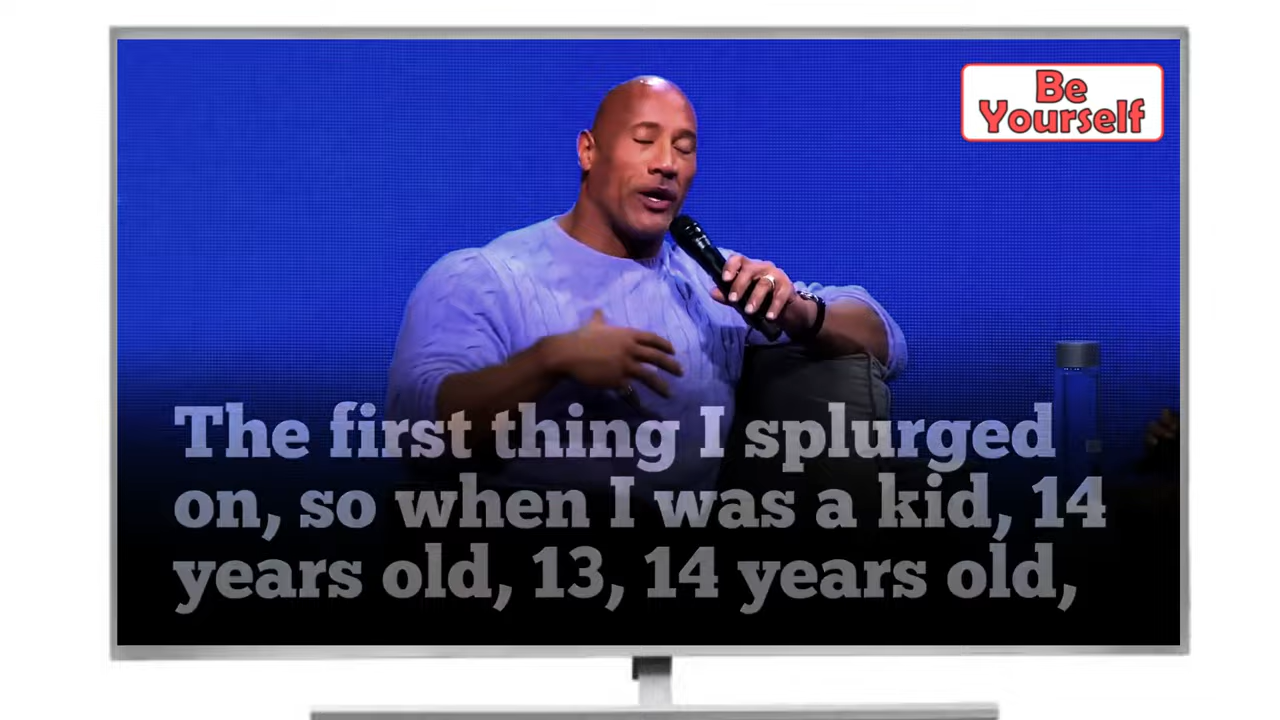 Be
Yourself
The first thing I splurged
on, so when I was a kid, 14
years old, 13, 14 years old,